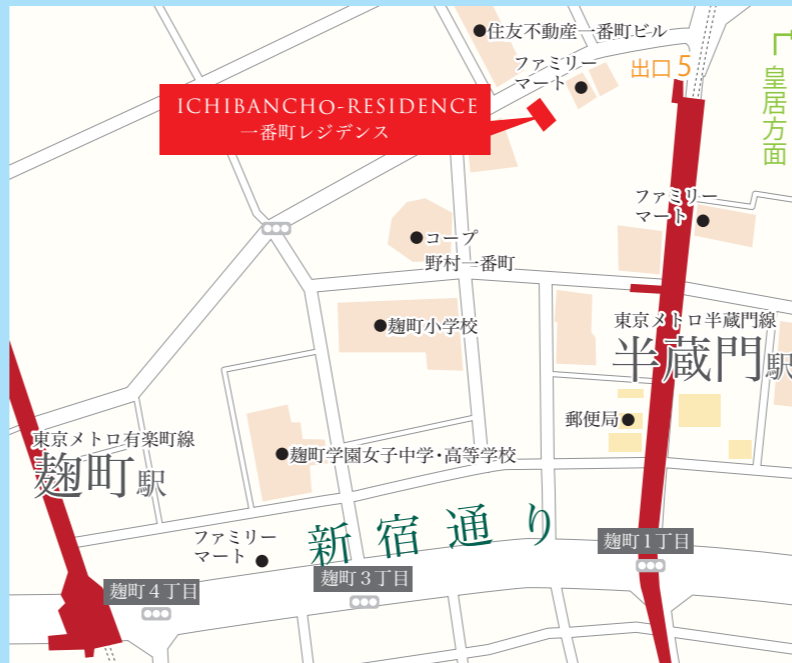 住友不動産一番町ビル
ファミリー
マート
出口5
皇居方面
ICHIBANCHO-RESIDENCE
一番町レジデンス
ファミリー
マート
コープ
野村一番町
麹町小学校
東京メトロ半蔵門線
半蔵門駅
郵便局
東京メトロ有楽町線
麹町駅
麹町学園女子中学・高等学校
新宿通り
ファミリー
マート
麹町1丁目
麹町3丁目
麹町4丁目